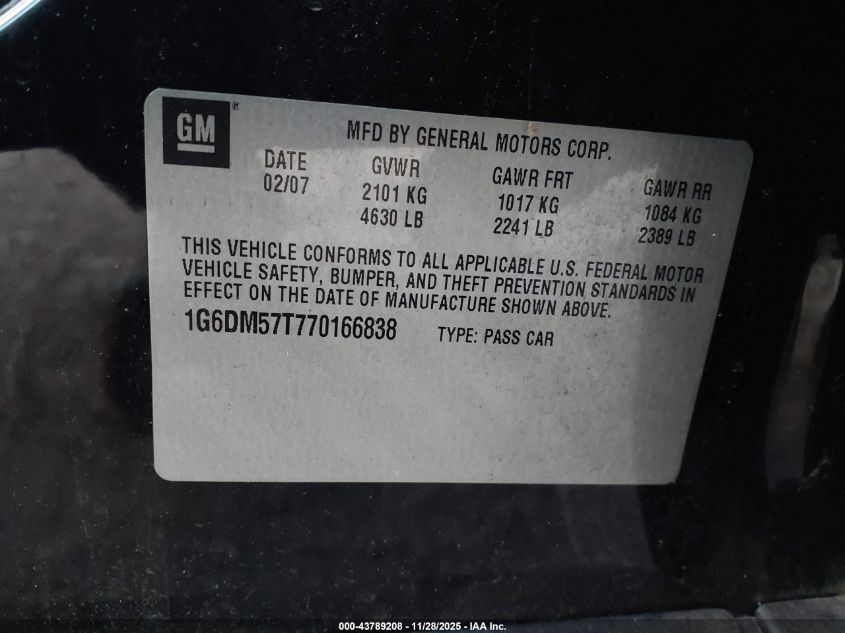 GM®
MFD BY GENERAL MOTORS CORP.
DATE GVWR GAWR FRT GAWR RR
02/07 2101 KG 1017 KG 1084 KG
4630 LB 2241 LB 2389 LB
THIS VEHICLE CONFORMS TO ALL APPLICABLE U.S. FEDERAL MOTOR
VEHICLE SAFETY, BUMPER, AND THEFT PREVENTION STANDARDS IN
EFFECT ON THE DATE OF MANUFACTURE SHOWN ABOVE.
1G6DM57T770166838 TYPE: PASS CAR
000-43789208 - 11/28/2025 - IAA Inc.